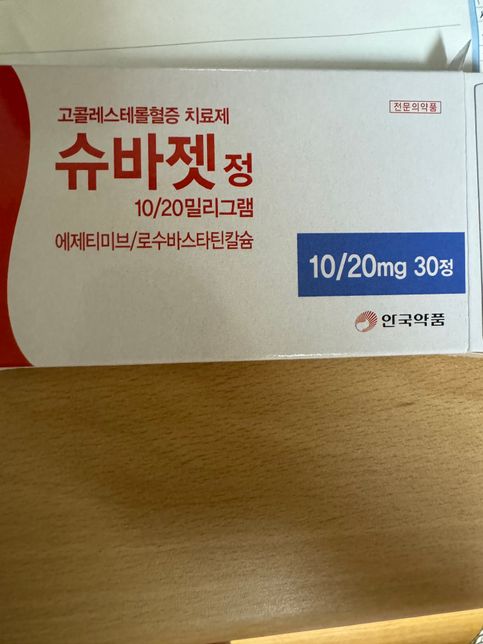 고콜레스테롤혈증 치료제
전문의약품
슈바젯 정
10/20밀리그램
에제티미브/로수바스타틴칼슘
10/20mg 30정
안국약품